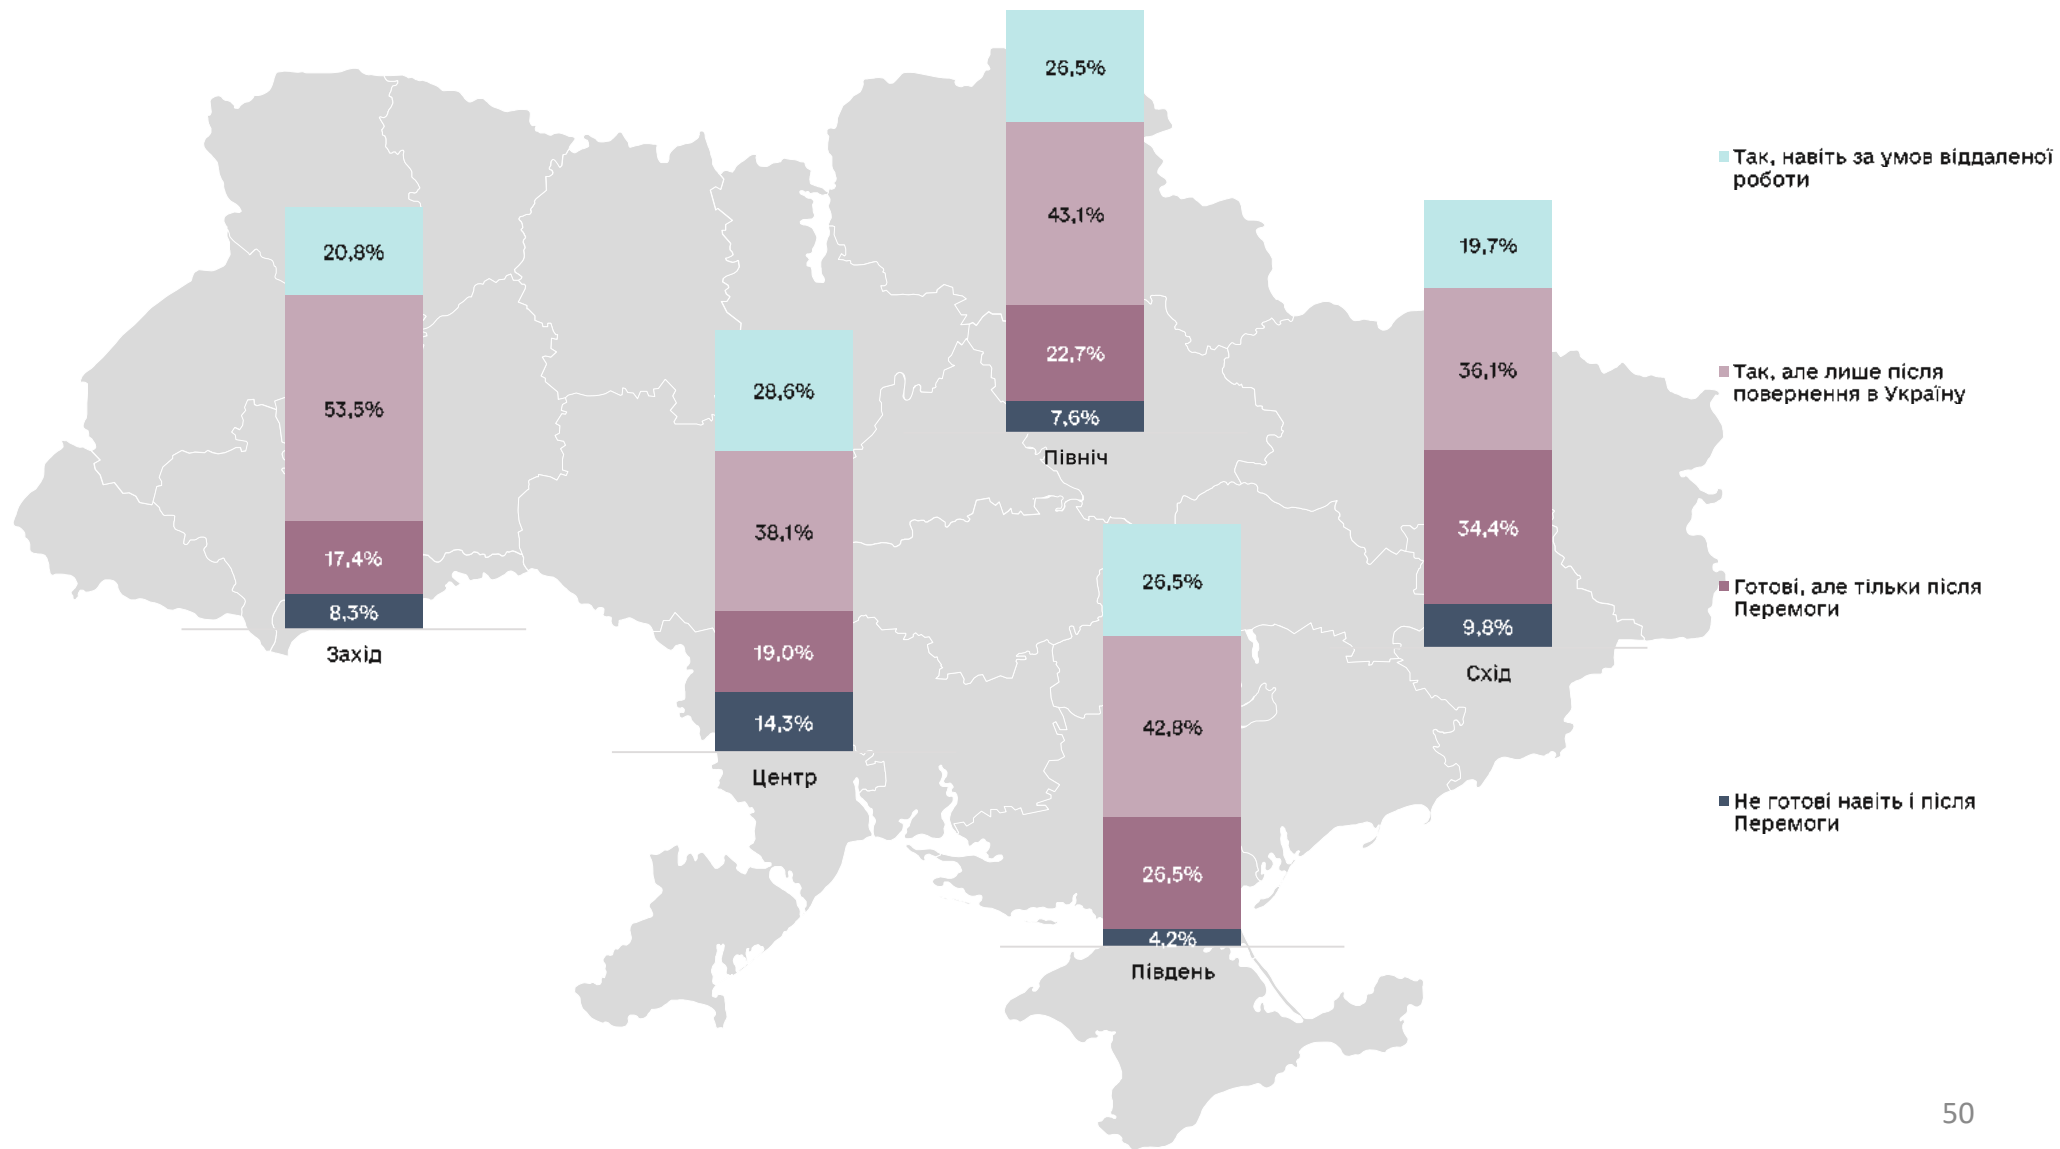 26,5%
43,1%
22,7%
7,6%
Північ
20,8%
53,5%
17,4%
8,3%
Захід
28,6%
38,1%
19,0%
14,3%
Центр
26,5%
42,8%
26,5%
4,2%
Південь
19,7%
36,1%
34,4%
9,8%
Схід
Так, навіть за умов віддаленої
роботи
Так, але лише після
повернення в Україну
Готові, але тільки після
Перемоги
Не готові навіть і після
Перемоги
50